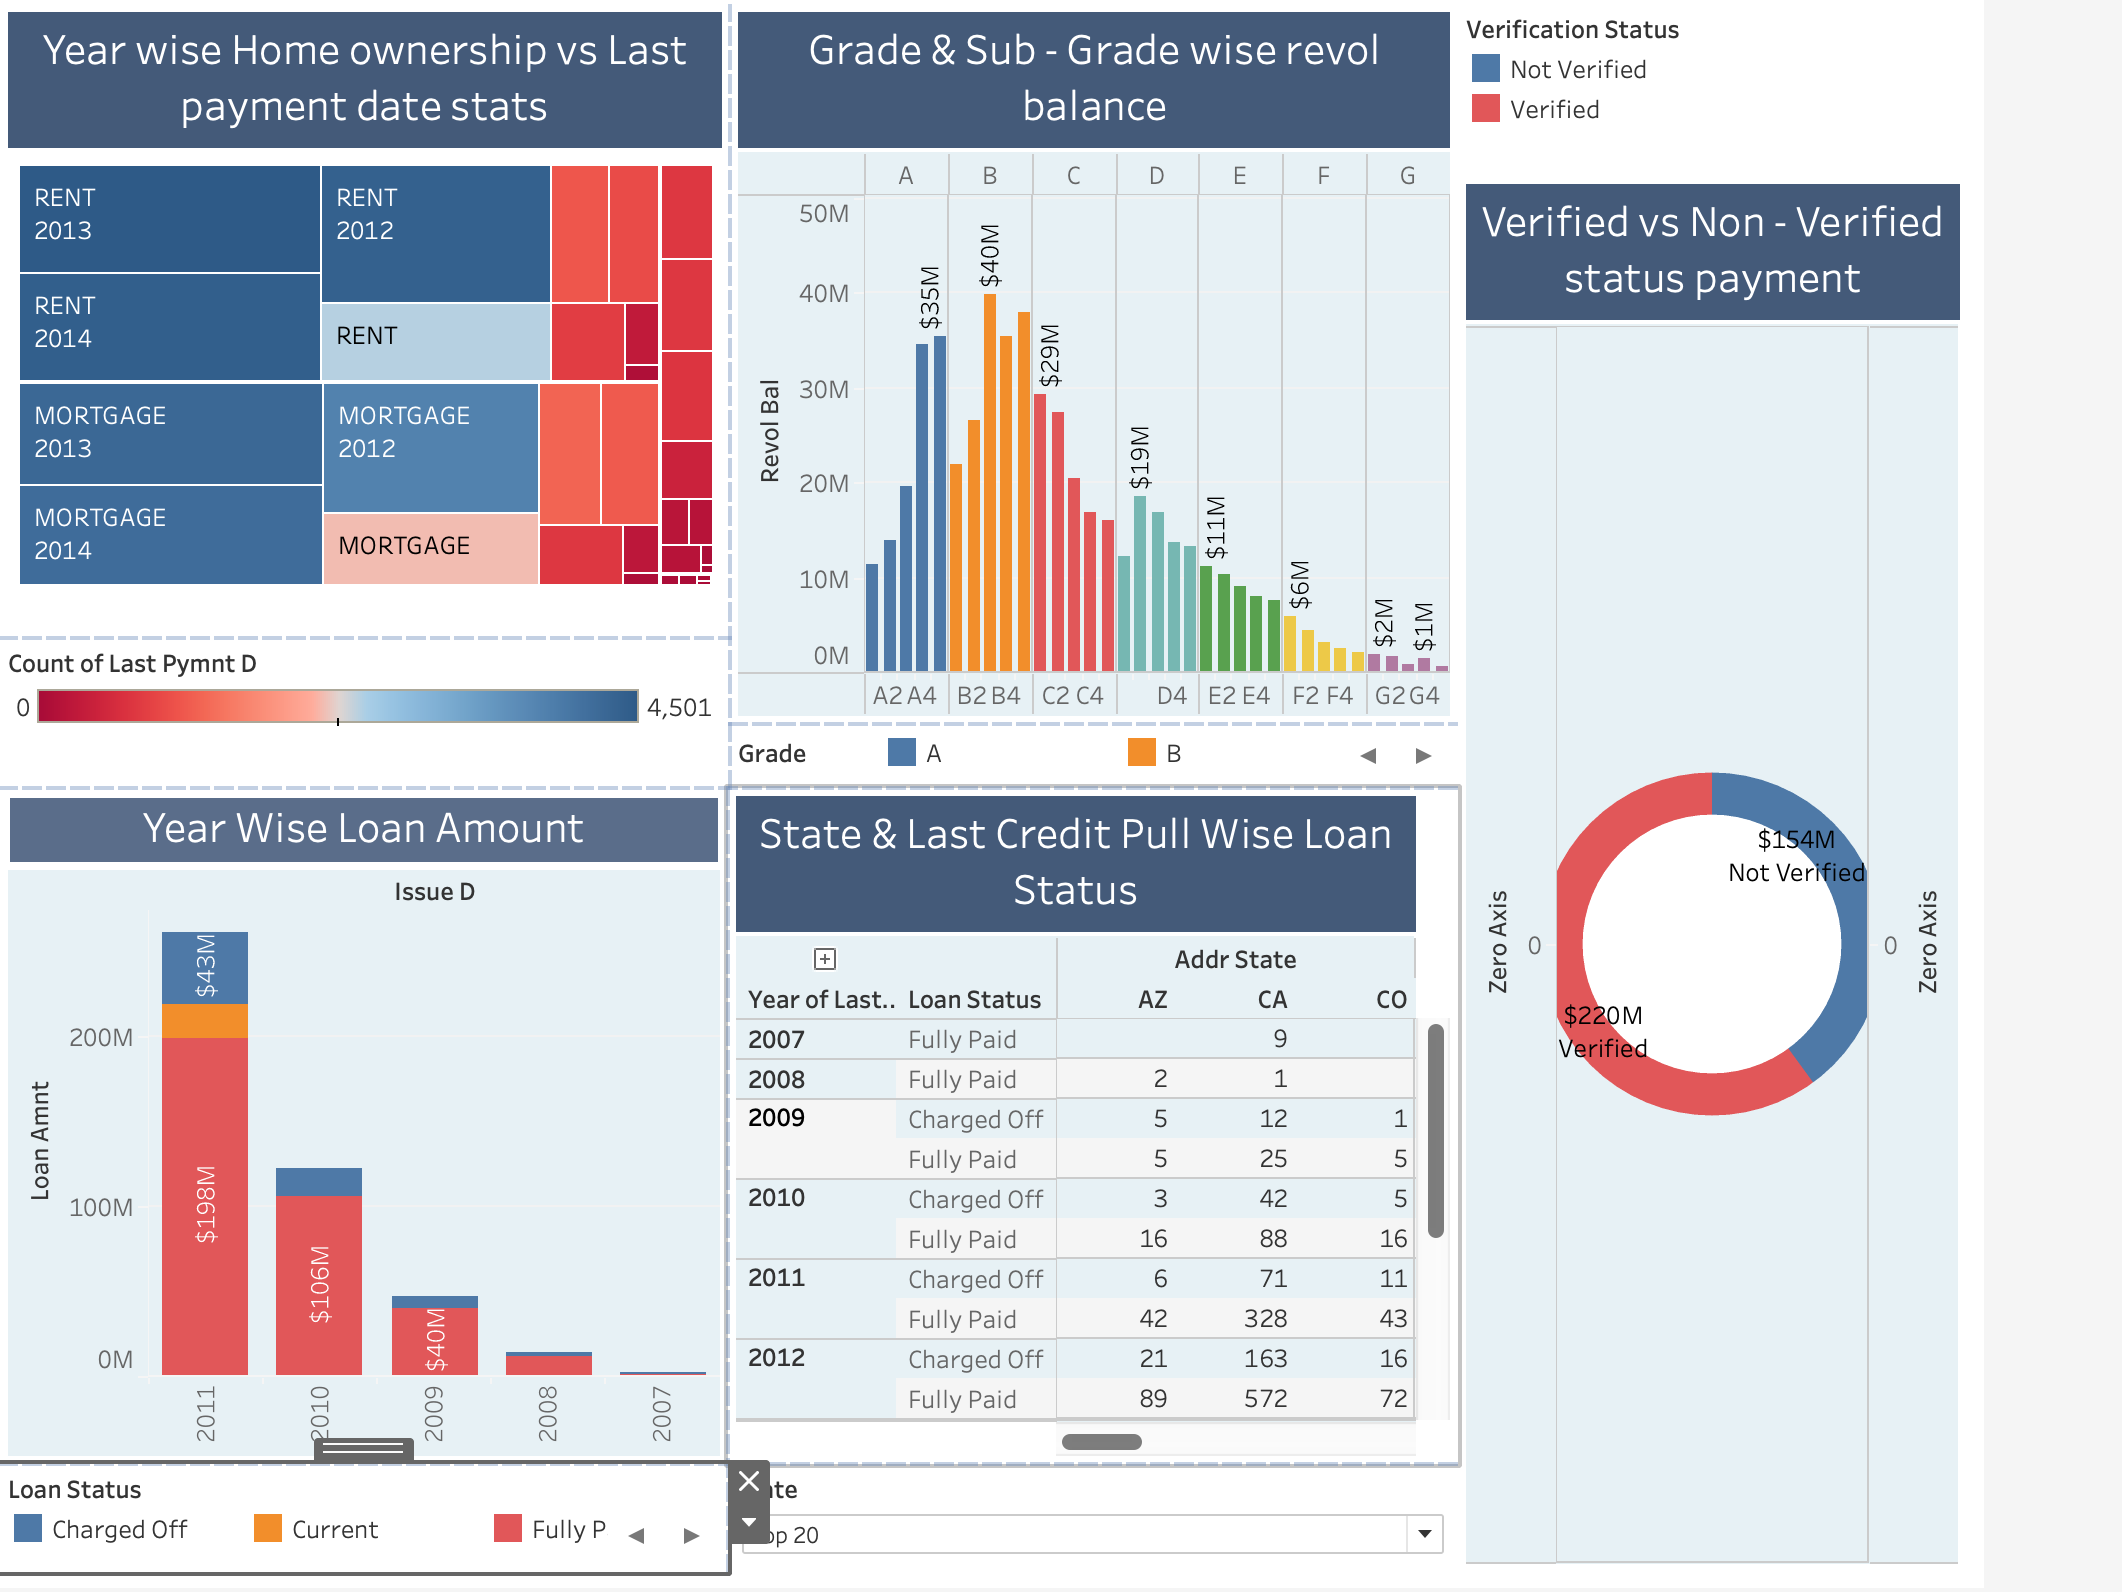 Year wise Home ownership vs Last
payment date stats
RENT
2013
RENT
2012
RENT
2014
RENT
MORTGAGE
2013
MORTGAGE
2012
MORTGAGE
2014
MORTGAGE
Count of Last Pymnt D
0 4,501
Grade & Sub - Grade wise revol
balance
A B C D E F G
50M
40M
30M
20M
10M
0M
Revol Bal
$35M
$40M
$29M
$19M
$11M
$6M
$2M
$1M
A2 A4 B2 B4 C2 C4 D4 E2 E4 F2 F4 G2 G4
Grade A B
Verification Status
Not Verified
Verified
Verified vs Non - Verified
status payment
$154M
Not Verified
Zero Axis 0 0 Zero Axis
$220M
Verified
Year Wise Loan Amount
Issue D
200M
100M
0M
Loan Amnt
$43M
$198M
$106M
$40M
2011 2010 2009 2008 2007
Loan Status
Charged Off Current Fully P
State & Last Credit Pull Wise Loan
Status
Addr State
Year of Last.. Loan Status AZ CA CO
2007 Fully Paid 9
2008 Fully Paid 2 1
2009 Charged Off 5 12 1
Fully Paid 5 25 5
2010 Charged Off 3 42 5
Fully Paid 16 88 16
2011 Charged Off 6 71 11
Fully Paid 42 328 43
2012 Charged Off 21 163 16
Fully Paid 89 572 72
te
op 20